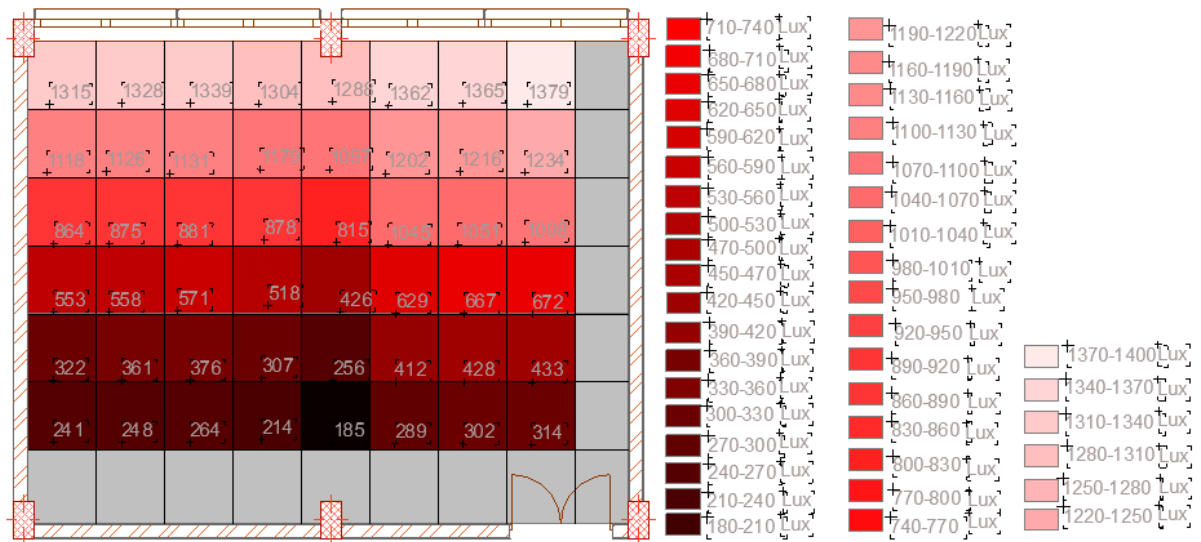 1315 1328 1339 1304 1288 1362 1365 1379
1118 1126 1131 1179 1097 1202 1216 1234
864 875 881 878 815 1045 1051 1088
553 558 571 518 426 629 667 672
322 361 376 307 256 412 428 433
241 248 264 214 185 289 302 314
710-740 Lux
680-710 Lux
650-680 Lux
620-650 Lux
590-620 Lux
560-590 Lux
530-560 Lux
500-530 Lux
470-500 Lux
450-470 Lux
420-450 Lux
390-420 Lux
360-390 Lux
330-360 Lux
300-330 Lux
270-300 Lux
240-270 Lux
210-240 Lux
180-210 Lux
1190-1220 Lux
1160-1190 Lux
1130-1160 Lux
1100-1130 Lux
1070-1100 Lux
1040-1070 Lux
1010-1040 Lux
980-1010 Lux
950-980 Lux
920-950 Lux
890-920 Lux
860-890 Lux
830-860 Lux
800-830 Lux
770-800 Lux
740-770 Lux
1370-1400 Lux
1340-1370 Lux
1310-1340 Lux
1280-1310 Lux
1250-1280 Lux
1220-1250 Lux